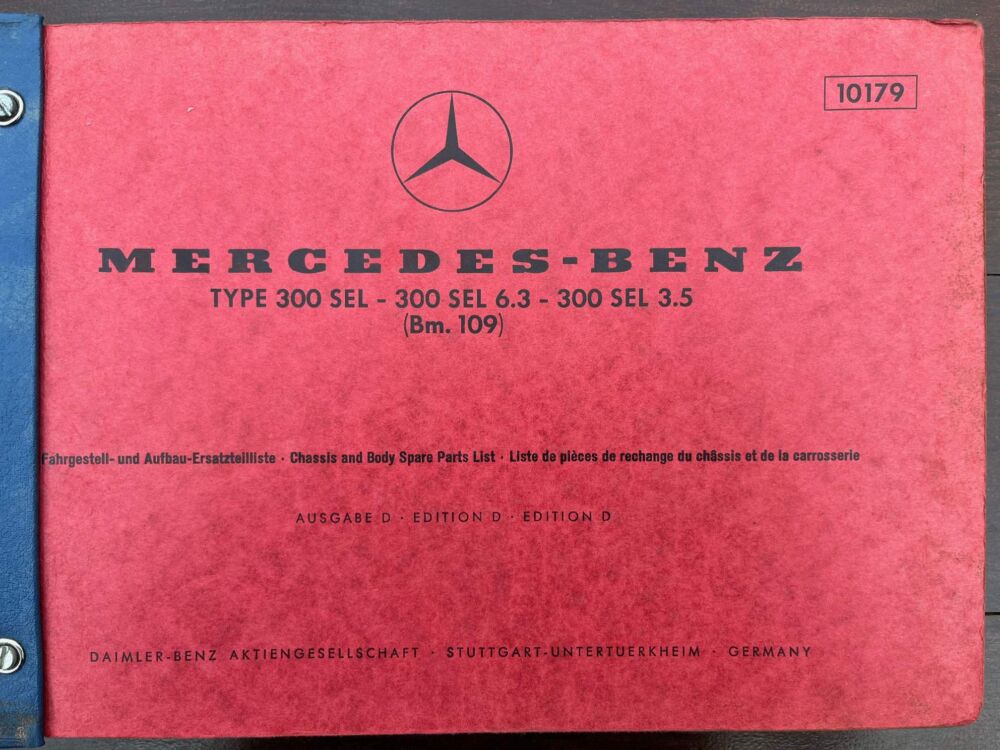 10179
MERCEDES-BENZ
TYPE 300 SEL - 300 SEL 6.3 - 300 SEL 3.5
(Bm. 109)
Fahrgestell- und Aufbau-Ersatzteilliste · Chassis and Body Spare Parts List · Liste de pièces de rechange du châssis et de la carrosserie
AUSGABE D · EDITION D · EDITION D
DAIMLER-BENZ AKTIENGESELLSCHAFT · STUTTGART-UNTERTUERKHEIM · GERMANY